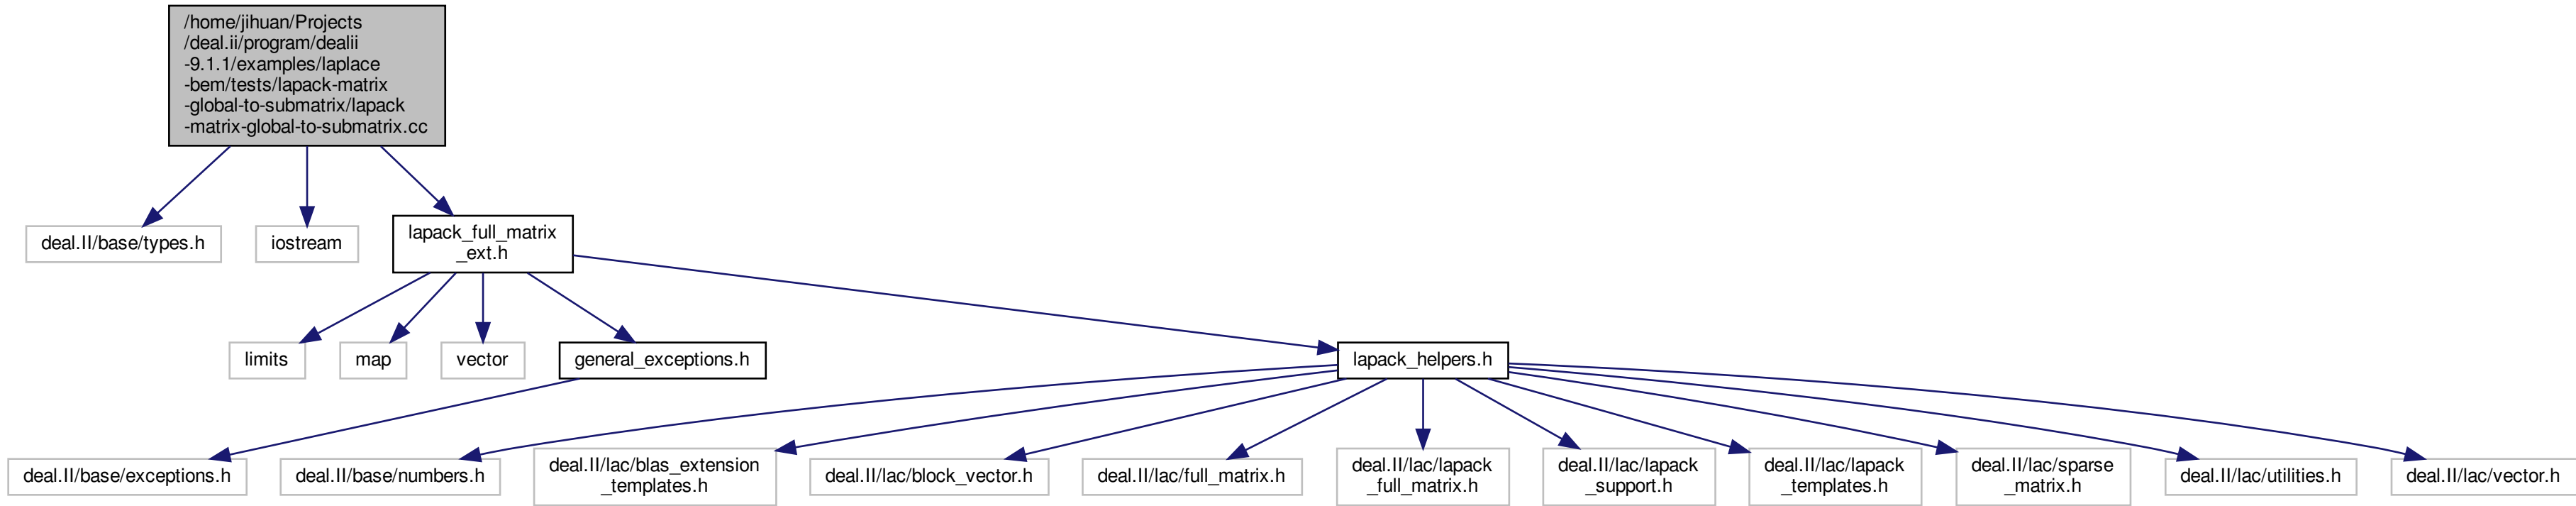 /home/jihuan/Projects
/deal.ii/program/dealii
-9.1.1/examples/laplace
-bem/tests/lapack-matrix
-global-to-submatrix/lapack
-matrix-global-to-submatrix.cc
deal.II/base/types.h
iostream
lapack_full_matrix
_ext.h
limits
map
vector
general_exceptions.h
lapack_helpers.h
deal.II/base/exceptions.h
deal.II/base/numbers.h
deal.II/lac/blas_extension
_templates.h
deal.II/lac/block_vector.h
deal.II/lac/full_matrix.h
deal.II/lac/lapack
_full_matrix.h
deal.II/lac/lapack
_support.h
deal.II/lac/lapack
_templates.h
deal.II/lac/sparse
_matrix.h
deal.II/lac/utilities.h
deal.II/lac/vector.h